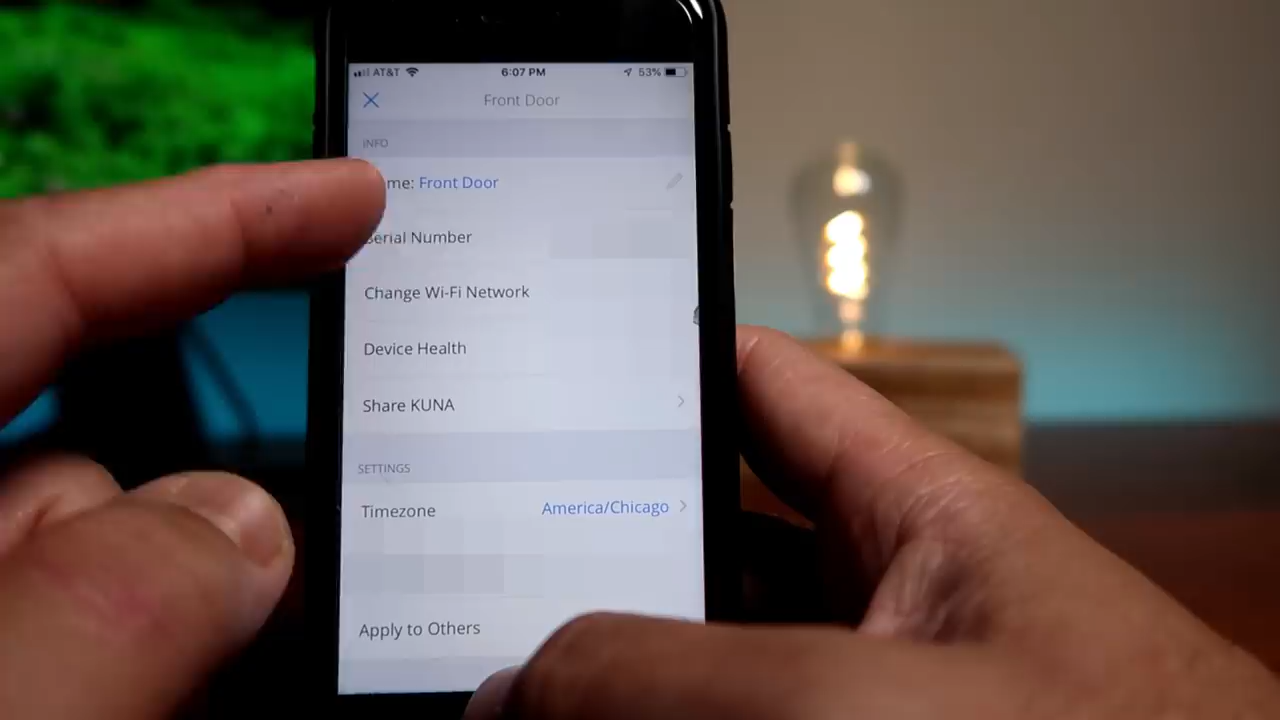 AT&T 6:07 PM 53%
Front Door
INFO
me: Front Door
Serial Number
Change Wi-Fi Network
Device Health
Share KUNA
SETTINGS
Timezone America/Chicago
Apply to Others